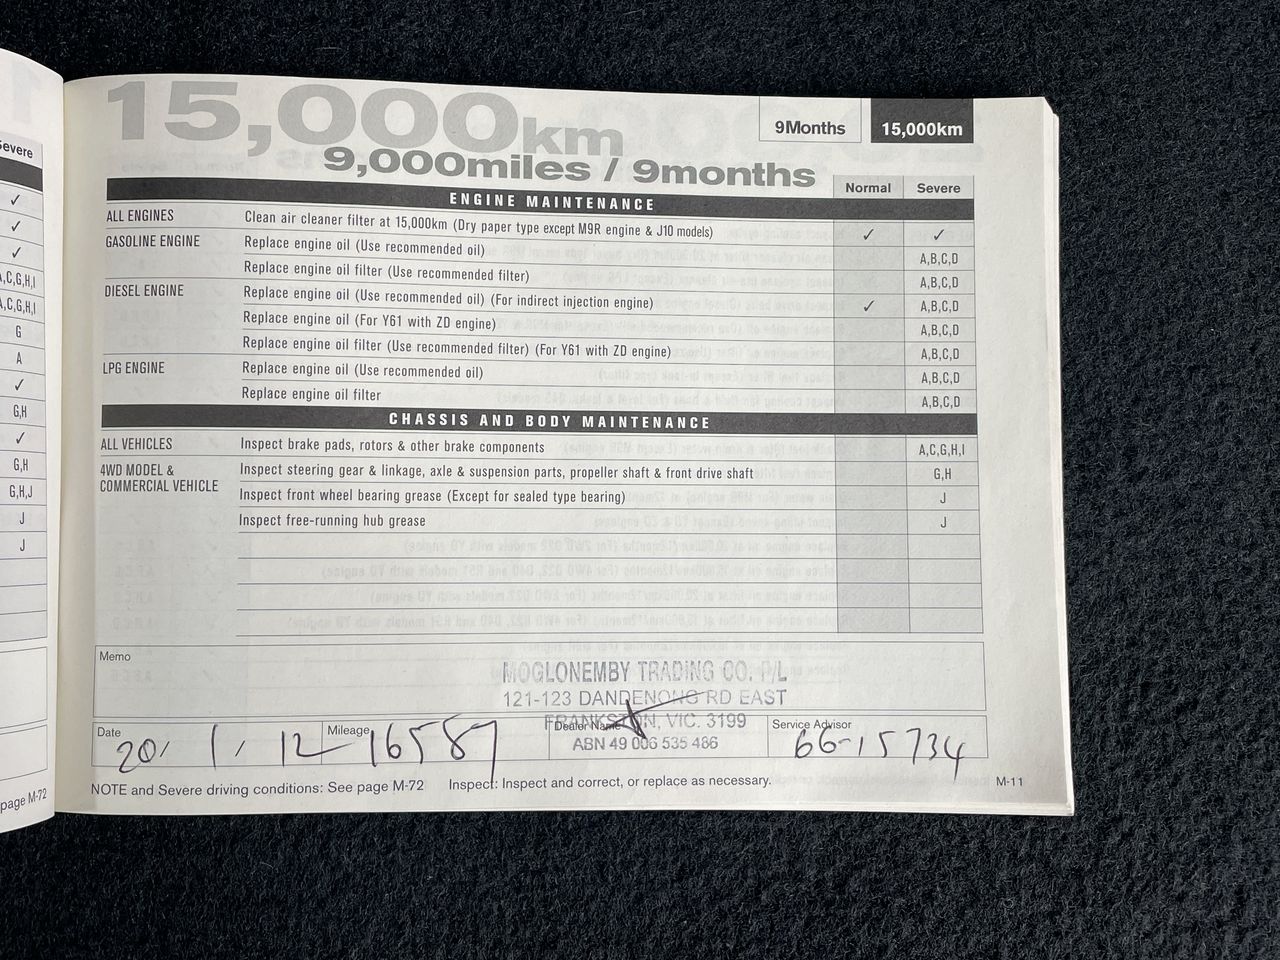 15,000km
9,000miles / 9months
9Months 15,000km
Severe
Normal Severe
ENGINE MAINTENANCE
ALL ENGINES Clean air cleaner filter at 15,000km (Dry paper type except M9R engine & J10 models) ✓ ✓
GASOLINE ENGINE Replace engine oil (Use recommended oil) A,B,C,D
Replace engine oil filter (Use recommended filter) A,B,C,D
DIESEL ENGINE Replace engine oil (Use recommended oil) (For indirect injection engine) ✓ A,B,C,D
Replace engine oil (For Y61 with ZD engine) A,B,C,D
Replace engine oil filter (Use recommended filter) (For Y61 with ZD engine) A,B,C,D
LPG ENGINE Replace engine oil (Use recommended oil) A,B,C,D
Replace engine oil filter A,B,C,D
CHASSIS AND BODY MAINTENANCE
ALL VEHICLES Inspect brake pads, rotors & other brake components A,C,G,H,I
4WD MODEL & COMMERCIAL VEHICLE Inspect steering gear & linkage, axle & suspension parts, propeller shaft & front drive shaft G,H
Inspect front wheel bearing grease (Except for sealed type bearing) J
Inspect free-running hub grease J
Memo
MOGLONEMBY TRADING CO. P/L
121-123 DANDENONG RD EAST
FRANKSTON, VIC. 3199
ABN 49 006 535 486
Date 20/1/12 Mileage 16587 Dealer Name Service Advisor 66-15734
NOTE and Severe driving conditions: See page M-72 Inspect: Inspect and correct, or replace as necessary. M-11
✓
✓
✓
A,C,G,H,I
A,C,G,H,I
G
A
✓
G,H
✓
G,H
G,H,J
J
J
page M-72